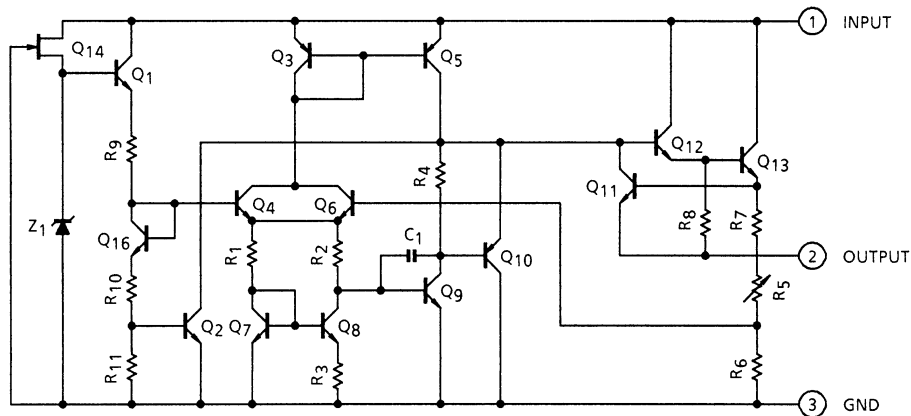 1 INPUT
Q14
Q1
Q3
Q5
R9
Q12
Q13
R4
Q11
Q4
Q6
R8
R7
Z1
Q16
R1
R2
C1
Q10
2 OUTPUT
R10
Q9
R5
Q2
Q7
Q8
R11
R3
R6
3 GND